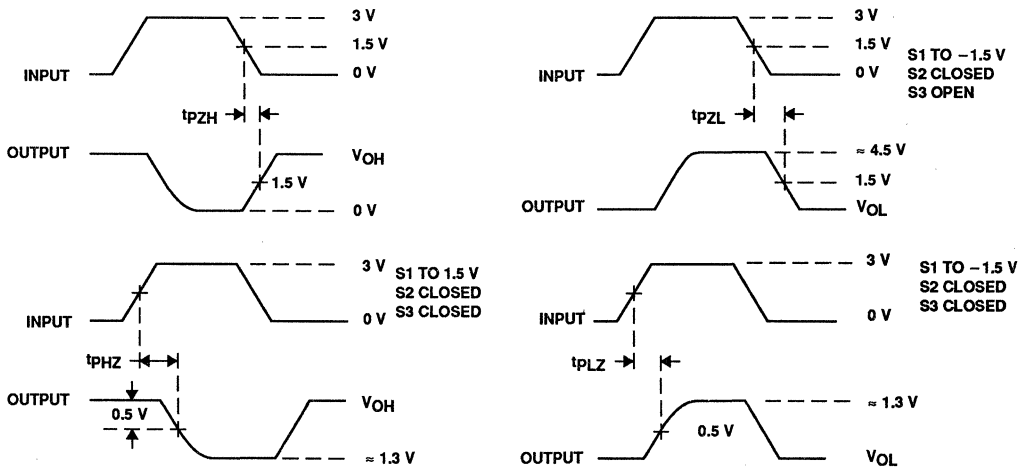 3 V
1.5 V
INPUT
0 V
tPZH
OUTPUT
VOH
1.5 V
0 V
3 V
1.5 V
INPUT
0 V
S1 TO −1.5 V
S2 CLOSED
S3 OPEN
tPZL
≈ 4.5 V
1.5 V
OUTPUT
VOL
3 V
S1 TO 1.5 V
S2 CLOSED
S3 CLOSED
INPUT
0 V
tPHZ
OUTPUT
VOH
0.5 V
≈ 1.3 V
3 V
S1 TO −1.5 V
S2 CLOSED
S3 CLOSED
INPUT
0 V
tPLZ
≈ 1.3 V
0.5 V
OUTPUT
VOL